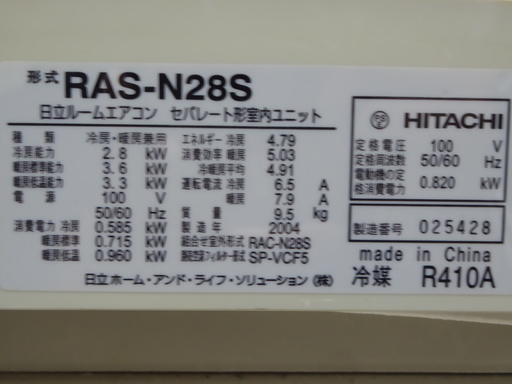 形式 RAS-N28S
日立ルームエアコン セパレート形室内ユニット
種類 冷房・暖房兼用
冷房能力 2.8 kW
暖房標準能力 3.6 kW
暖房低温能力 3.3 kW
電源 100 V
50/60 Hz
消費電力 冷房 0.585 kW
暖房標準 0.715 kW
暖房低温 0.960 kW
エネルギー 冷房 4.79
消費効率 暖房 5.03
冷暖房平均 4.91
運転電流 冷房 6.5 A
暖房 7.9 A
質量 9.5 kg
製造年 2004
組合せ室外形式 RAC-N28S
形式 SP-VCF5
日立ホーム・アンド・ライフ・ソリューション(株)
HITACHI
定格電圧 100 V
定格周波数 50/60 Hz
電動機の定
格消費電力 0.820 kW
製造番号 025428
made in China
冷媒 R410A